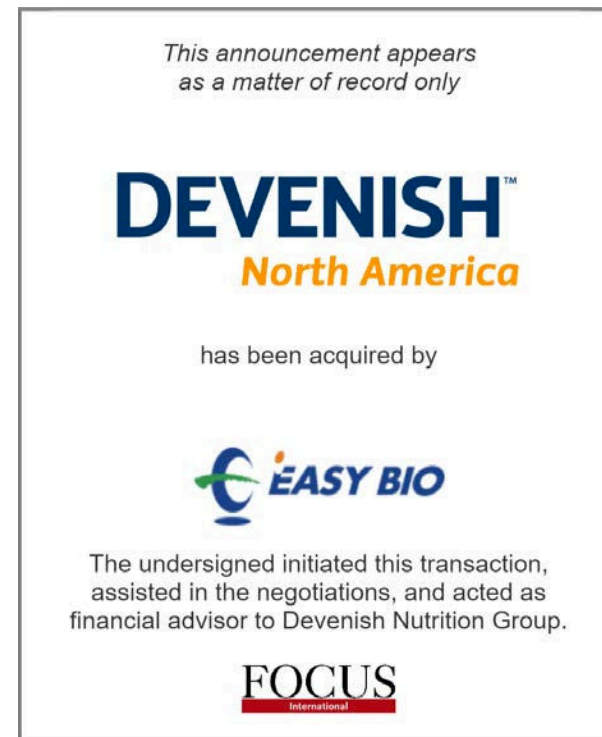 This announcement appears
as a matter of record only
DEVENISH™
North America
has been acquired by
EASY BIO
The undersigned initiated this transaction,
assisted in the negotiations, and acted as
financial advisor to Devenish Nutrition Group.
FOCUS
International